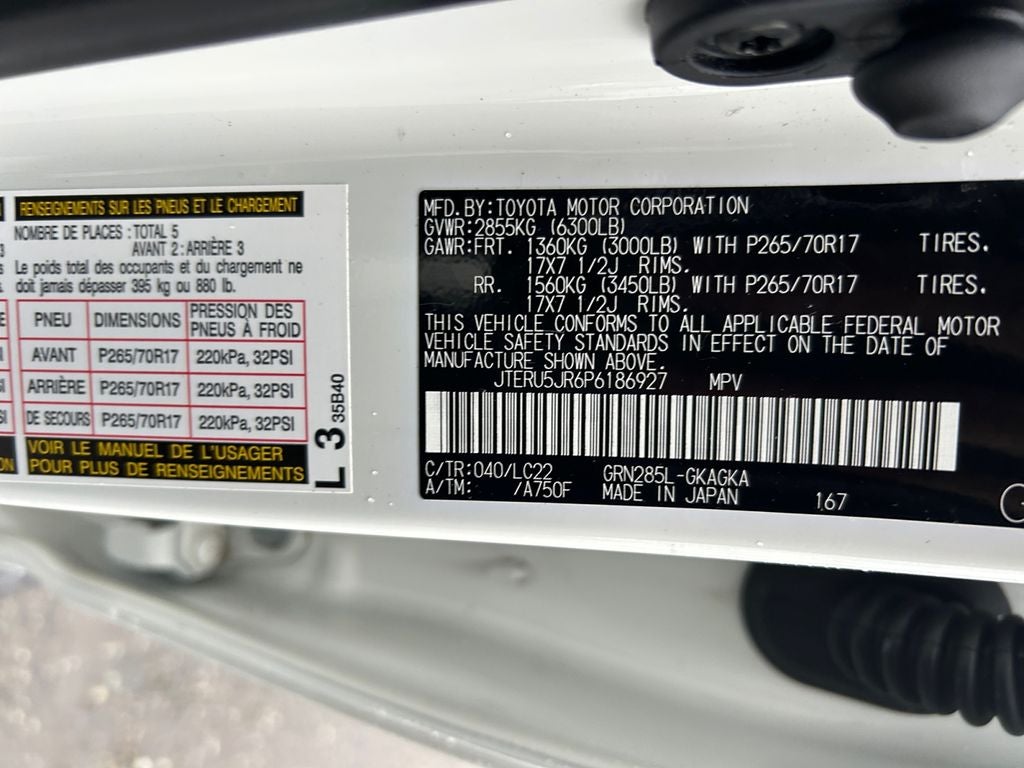 RENSEIGNEMENTS SUR LES PNEUS ET LE CHARGEMENT
NOMBRE DE PLACES : TOTAL 5
AVANT 2 : ARRIÈRE 3
Le poids total des occupants et du chargement ne
doit jamais dépasser 395 kg ou 880 lb.
PNEU DIMENSIONS PRESSION DES PNEUS À FROID
AVANT P265/70R17 220kPa, 32PSI
ARRIÈRE P265/70R17 220kPa, 32PSI
DE SECOURS P265/70R17 220kPa, 32PSI
VOIR LE MANUEL DE L'USAGER
POUR PLUS DE RENSEIGNEMENTS
L 3 35B40
MFD.BY:TOYOTA MOTOR CORPORATION
GVWR:2855KG (6300LB)
GAWR:FRT. 1360KG (3000LB) WITH P265/70R17 TIRES.
17X7 1/2J RIMS.
RR. 1560KG (3450LB) WITH P265/70R17 TIRES.
17X7 1/2J RIMS.
THIS VEHICLE CONFORMS TO ALL APPLICABLE FEDERAL MOTOR
VEHICLE SAFETY STANDARDS IN EFFECT ON THE DATE OF
MANUFACTURE SHOWN ABOVE.
JTERU5JR6P6186927 MPV
C/TR:040/LC22 GRN285L-GKAGKA
A/TM: /A750F MADE IN JAPAN 167